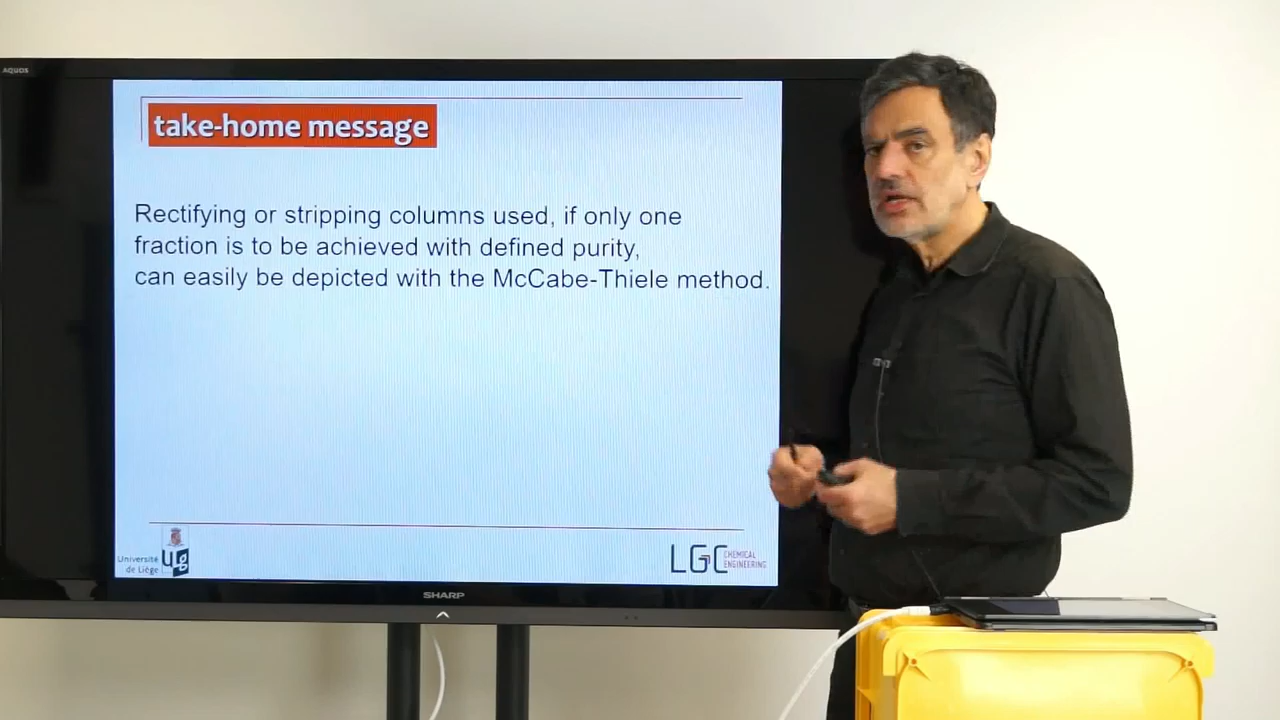 AQUOS
take-home message
Rectifying or stripping columns used, if only one
fraction is to be achieved with defined purity,
can easily be depicted with the McCabe-Thiele method.
Université
de Liège
ULg
LGC
CHEMICAL
ENGINEERING
SHARP